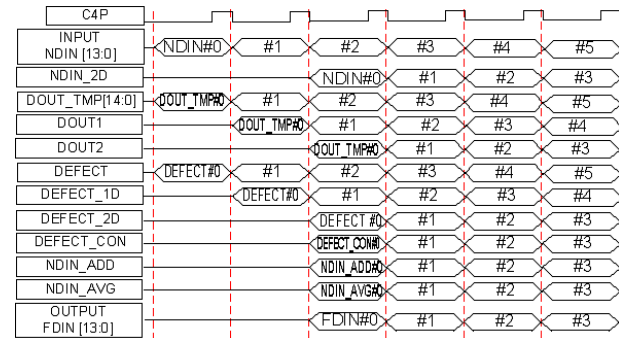 C4P
INPUT
NDIN [13:0] NDIN#0 #1 #2 #3 #4 #5
NDIN_2D NDIN#0 #1 #2 #3
DOUT_TMP[14:0] DOUT_TMP#0 #1 #2 #3 #4 #5
DOUT1 DOUT_TMP#0 #1 #2 #3 #4
DOUT2 DOUT_TMP#0 #1 #2 #3
DEFECT DEFECT#0 #1 #2 #3 #4 #5
DEFECT_1D DEFECT#0 #1 #2 #3 #4
DEFECT_2D DEFECT #0 #1 #2 #3
DEFECT_CON DEFECT_CON#0 #1 #2 #3
NDIN_ADD NDIN_ADD#0 #1 #2 #3
NDIN_AVG NDIN_AVG#0 #1 #2 #3
OUTPUT
FDIN [13:0] FDIN#0 #1 #2 #3